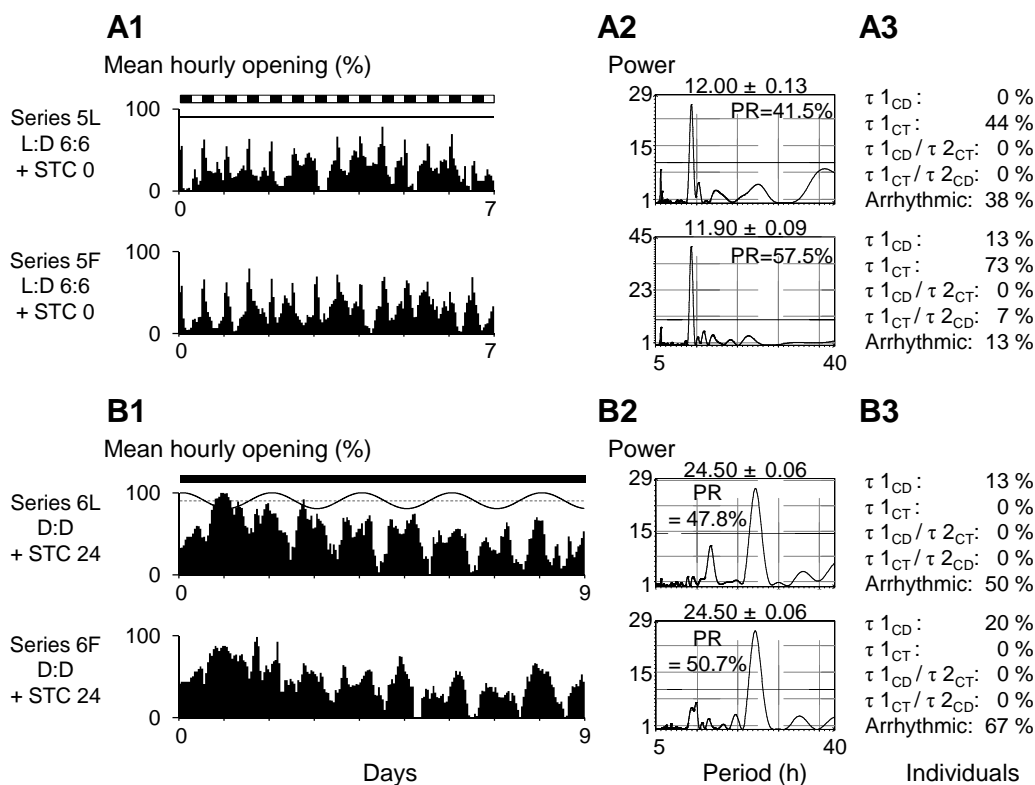 A1
A2
A3
Mean hourly opening (%)
Power
Series 5L
L:D 6:6
+ STC 0
100
0
0
7
12.00 ± 0.13
PR=41.5%
29
15
1
τ 1CD : 0 %
τ 1CT : 44 %
τ 1CD / τ 2CT: 0 %
τ 1CT / τ 2CD: 0 %
Arrhythmic: 38 %
Series 5F
L:D 6:6
+ STC 0
100
0
0
7
11.90 ± 0.09
PR=57.5%
45
23
1
5
40
τ 1CD : 13 %
τ 1CT : 73 %
τ 1CD / τ 2CT: 0 %
τ 1CT / τ 2CD: 7 %
Arrhythmic: 13 %
B1
B2
B3
Mean hourly opening (%)
Power
Series 6L
D:D
+ STC 24
100
0
0
9
24.50 ± 0.06
PR
= 47.8%
29
15
1
τ 1CD : 13 %
τ 1CT : 0 %
τ 1CD / τ 2CT: 0 %
τ 1CT / τ 2CD: 0 %
Arrhythmic: 50 %
Series 6F
D:D
+ STC 24
100
0
0
9
24.50 ± 0.06
PR
= 50.7%
29
15
1
5
40
τ 1CD : 20 %
τ 1CT : 0 %
τ 1CD / τ 2CT: 0 %
τ 1CT / τ 2CD: 0 %
Arrhythmic: 67 %
Days
Period (h)
Individuals